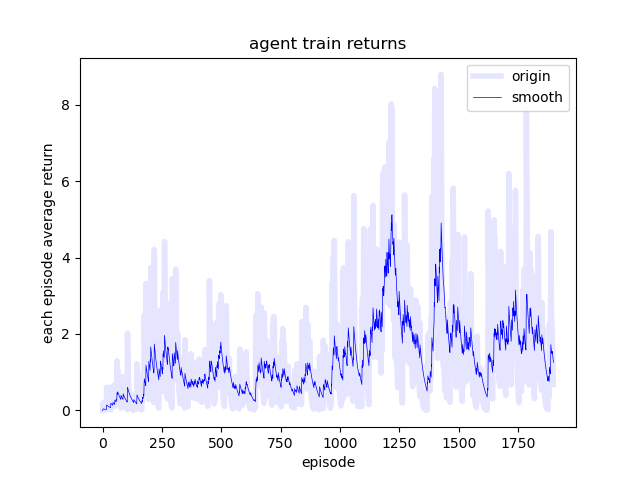 agent train returns
origin
smooth
each episode average return
8
6
4
2
0
0 250 500 750 1000 1250 1500 1750
episode